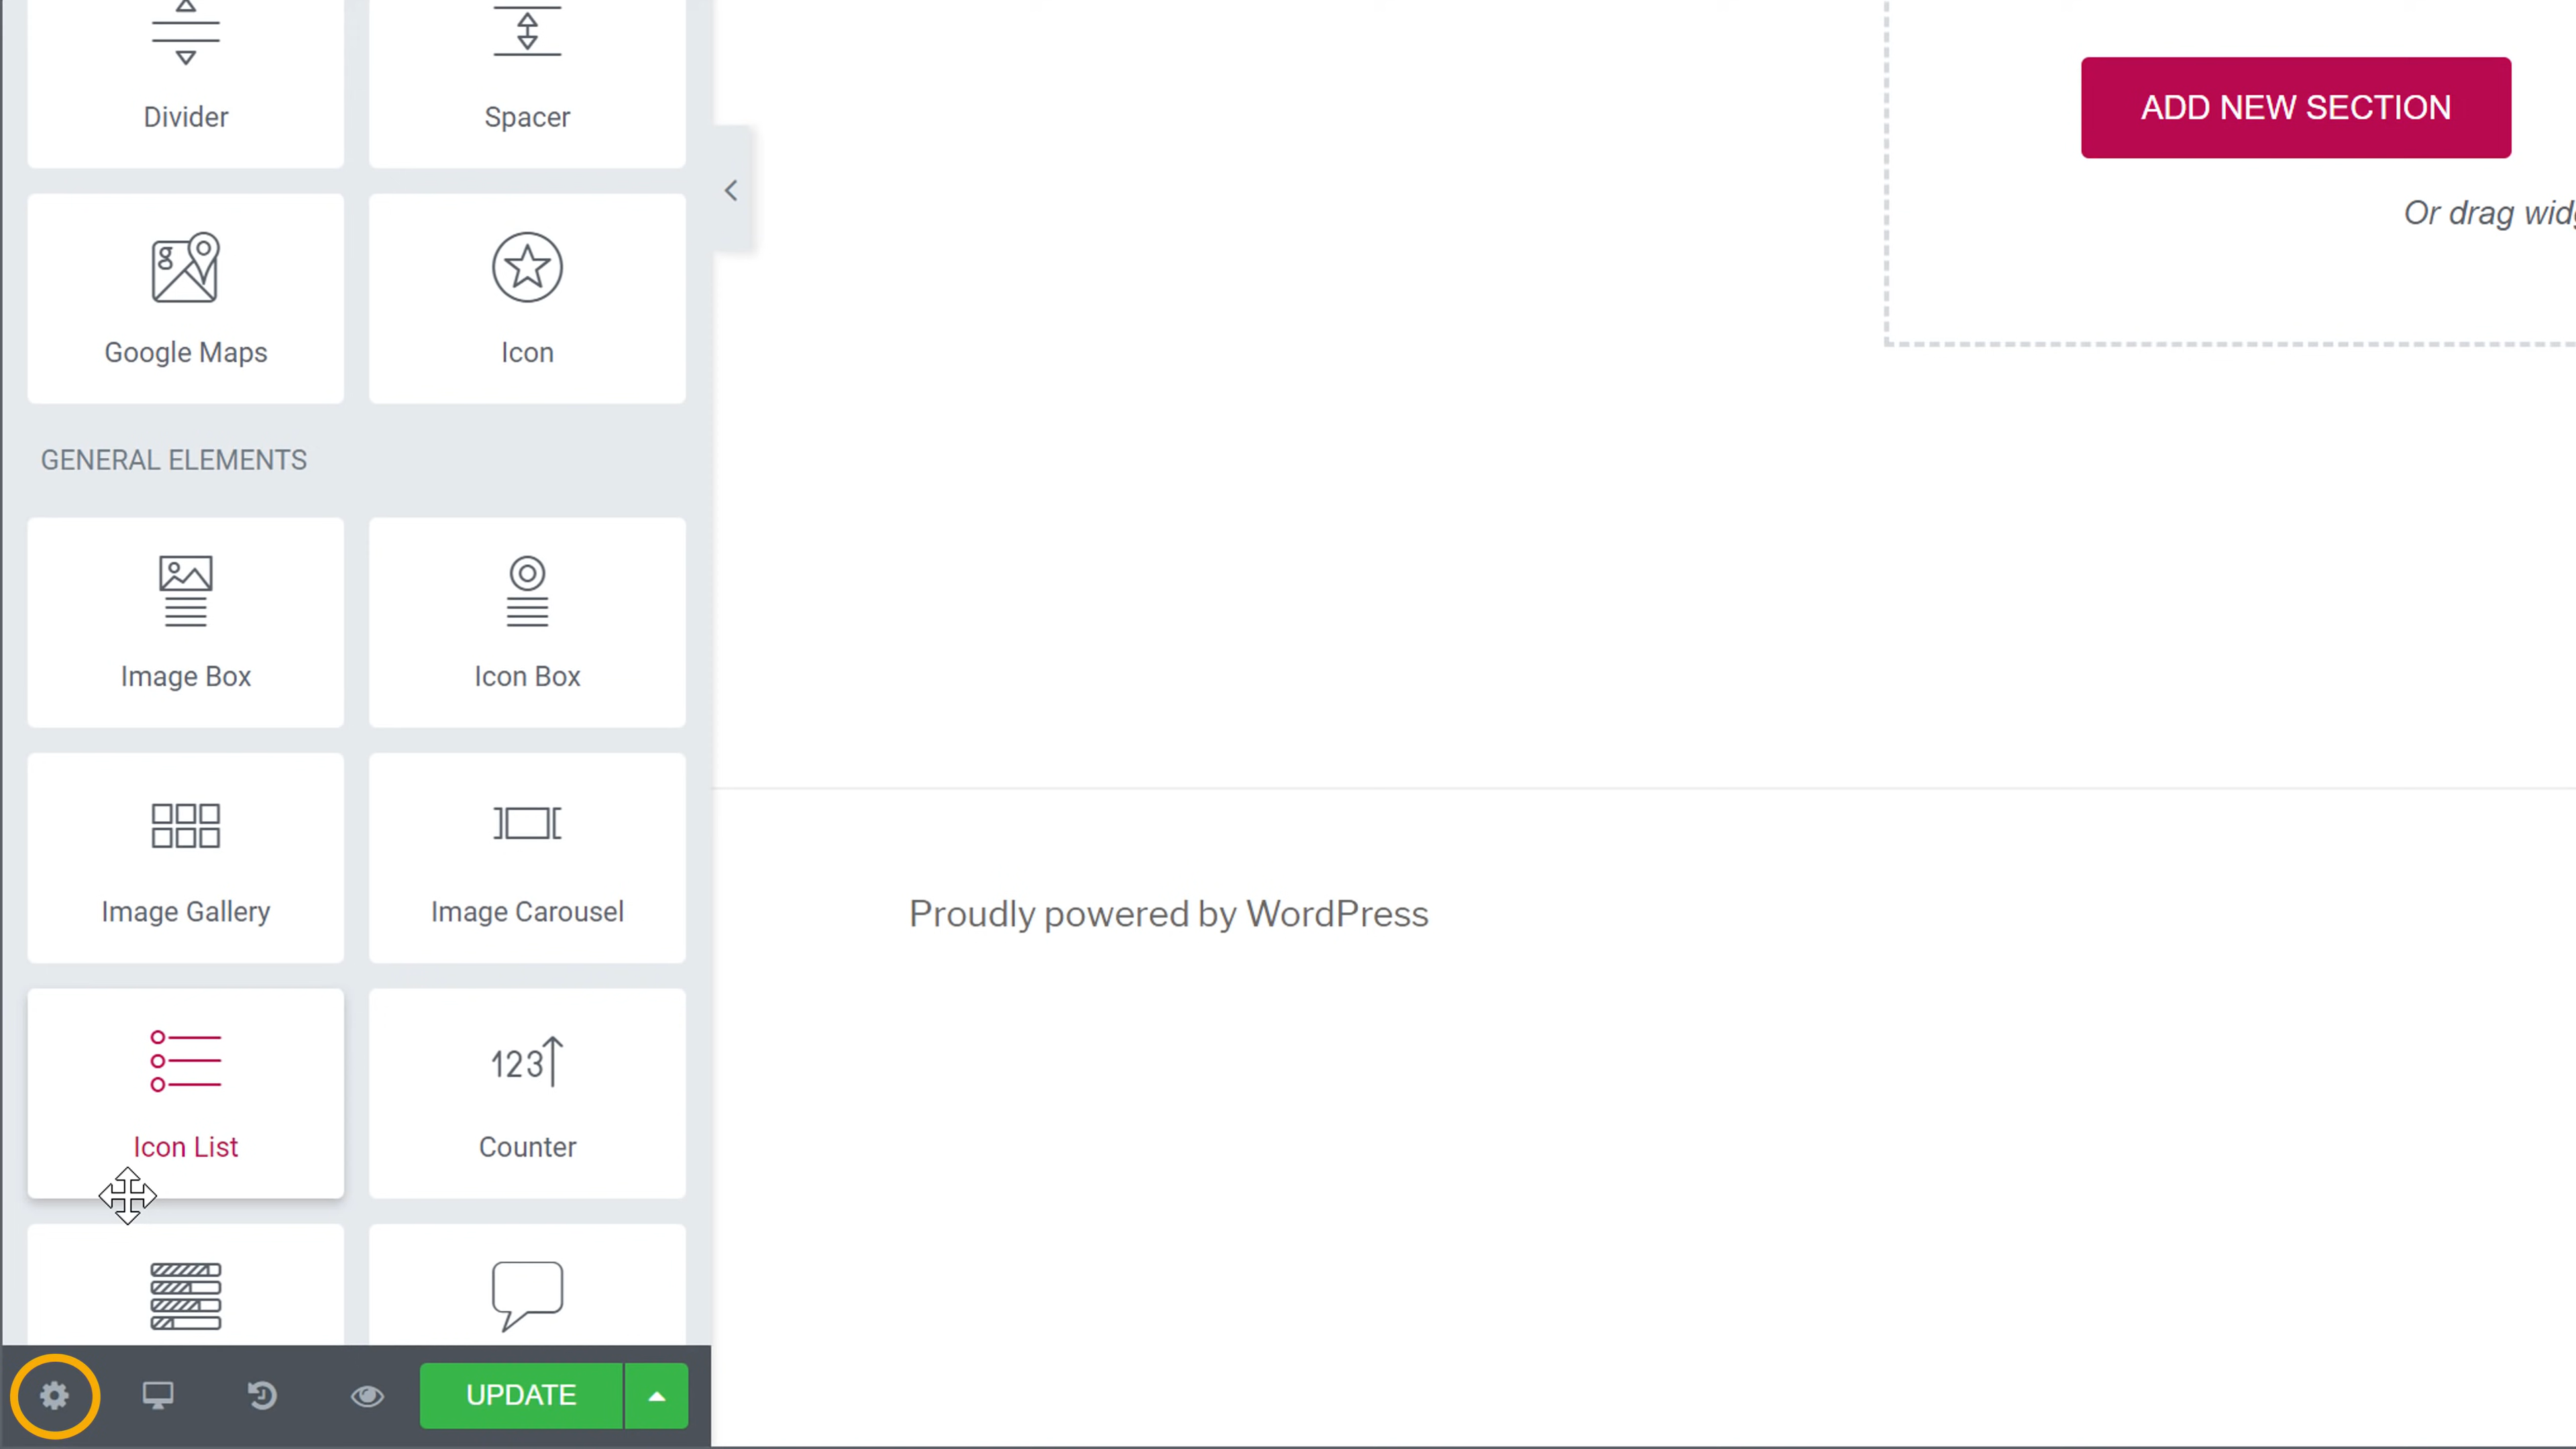 Divider
Spacer
ADD NEW SECTION
Or drag
Google Maps
Icon
GENERAL ELEMENTS
Image Box
Icon Box
Image Gallery
Image Carousel
Proudly powered by WordPress
123
Icon List
Counter
UPDATE